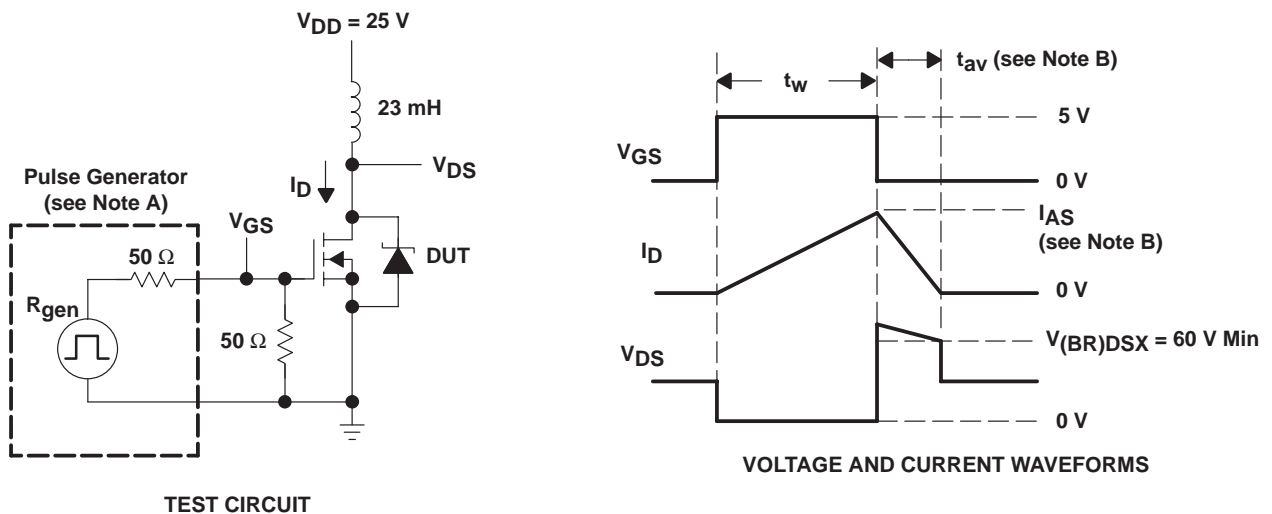 VDD = 25 V
23 mH
VDS
ID
Pulse Generator
(see Note A)
VGS
50 Ω
DUT
Rgen
50 Ω
TEST CIRCUIT
tw
tav (see Note B)
5 V
VGS
0 V
IAS
(see Note B)
ID
0 V
V(BR)DSX = 60 V Min
VDS
0 V
VOLTAGE AND CURRENT WAVEFORMS